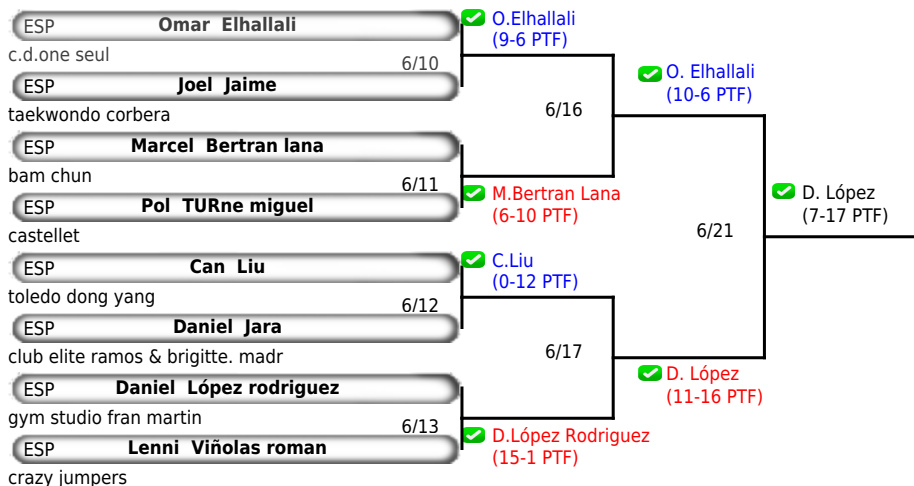 ESP Omar Elhallali
c.d.one seul
6/10
ESP Joel Jaime
taekwondo corbera
ESP Marcel Bertran lana
bam chun
6/11
ESP Pol TURne miguel
castellet
ESP Can Liu
toledo dong yang
6/12
ESP Daniel Jara
club elite ramos & brigitte. madr
ESP Daniel López rodriguez
gym studio fran martin
6/13
ESP Lenni Viñolas roman
crazy jumpers
O.Elhallali
(9-6 PTF)
6/16
M.Bertran Lana
(6-10 PTF)
C.Liu
(0-12 PTF)
6/17
D.López Rodriguez
(15-1 PTF)
O. Elhallali
(10-6 PTF)
6/21
D. López
(11-16 PTF)
D. López
(7-17 PTF)